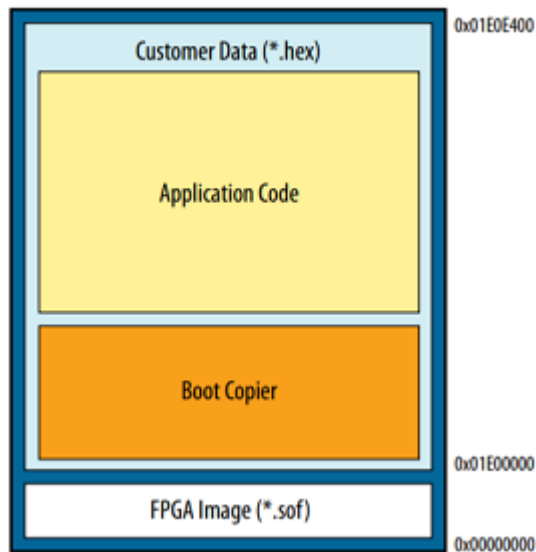 0x01E0E400
Customer Data (*.hex)
Application Code
Boot Copier
0x01E00000
FPGA Image (*.sof)
0x00000000